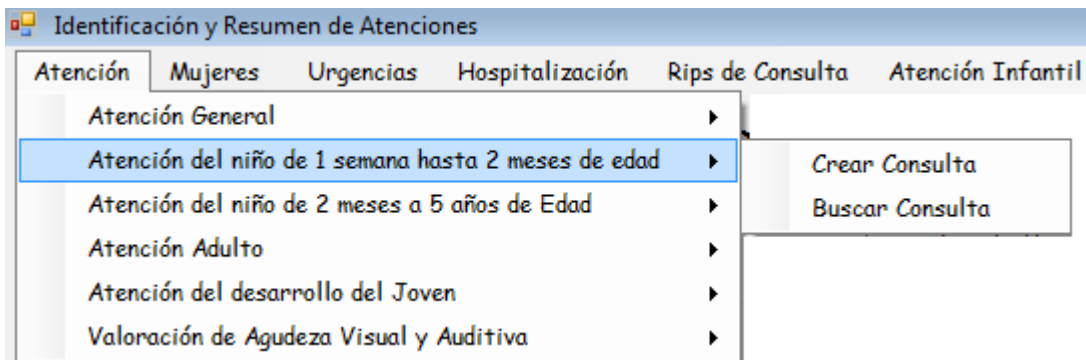 Identificación y Resumen de Atenciones
Atención Mujeres Urgencias Hospitalización Rips de Consulta Atención Infantil
Atención General
Atención del niño de 1 semana hasta 2 meses de edad
Crear Consulta
Atención del niño de 2 meses a 5 años de Edad
Buscar Consulta
Atención Adulto
Atención del desarrollo del Joven
Valoración de Agudeza Visual y Auditiva